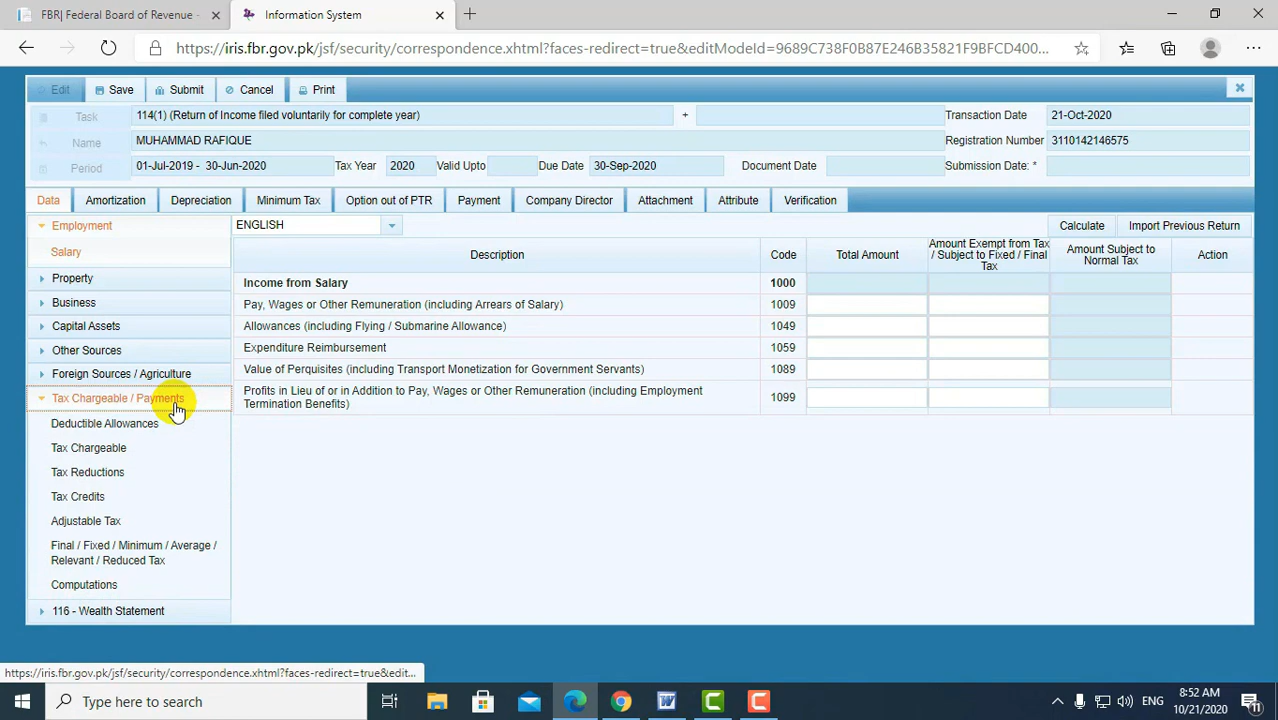 FBR| Federal Board of Revenue -
Information System
https://iris.fbr.gov.pk/jsf/security/correspondence.xhtml?faces-redirect=true&editModeId=9689C738F0B87E246B35821F9BFCD400...
Edit Save Submit Cancel Print
Task 114(1) (Return of Income filed voluntarily for complete year) + Transaction Date 21-Oct-2020
Name MUHAMMAD RAFIQUE Registration Number 3110142146575
Period 01-Jul-2019 - 30-Jun-2020 Tax Year 2020 Valid Upto Due Date 30-Sep-2020 Document Date Submission Date: *
Data Amortization Depreciation Minimum Tax Option out of PTR Payment Company Director Attachment Attribute Verification
Employment
Salary
Property
Business
Capital Assets
Other Sources
Foreign Sources / Agriculture
Tax Chargeable / Payments
Deductible Allowances
Tax Chargeable
Tax Reductions
Tax Credits
Adjustable Tax
Final / Fixed / Minimum / Average /
Relevant / Reduced Tax
Computations
116 - Wealth Statement
ENGLISH Calculate Import Previous Return
Description Code Total Amount Amount Exempt from Tax / Subject to Fixed / Final Tax Amount Subject to Normal Tax Action
Income from Salary 1000
Pay, Wages or Other Remuneration (including Arrears of Salary) 1009
Allowances (including Flying / Submarine Allowance) 1049
Expenditure Reimbursement 1059
Value of Perquisites (including Transport Monetization for Government Servants) 1089
Profits in Lieu of or in Addition to Pay, Wages or Other Remuneration (including Employment
Termination Benefits) 1099
https://iris.fbr.gov.pk/jsf/security/correspondence.xhtml?faces-redirect=true&edit...
Type here to search
ENG
8:52 AM
10/21/2020
11